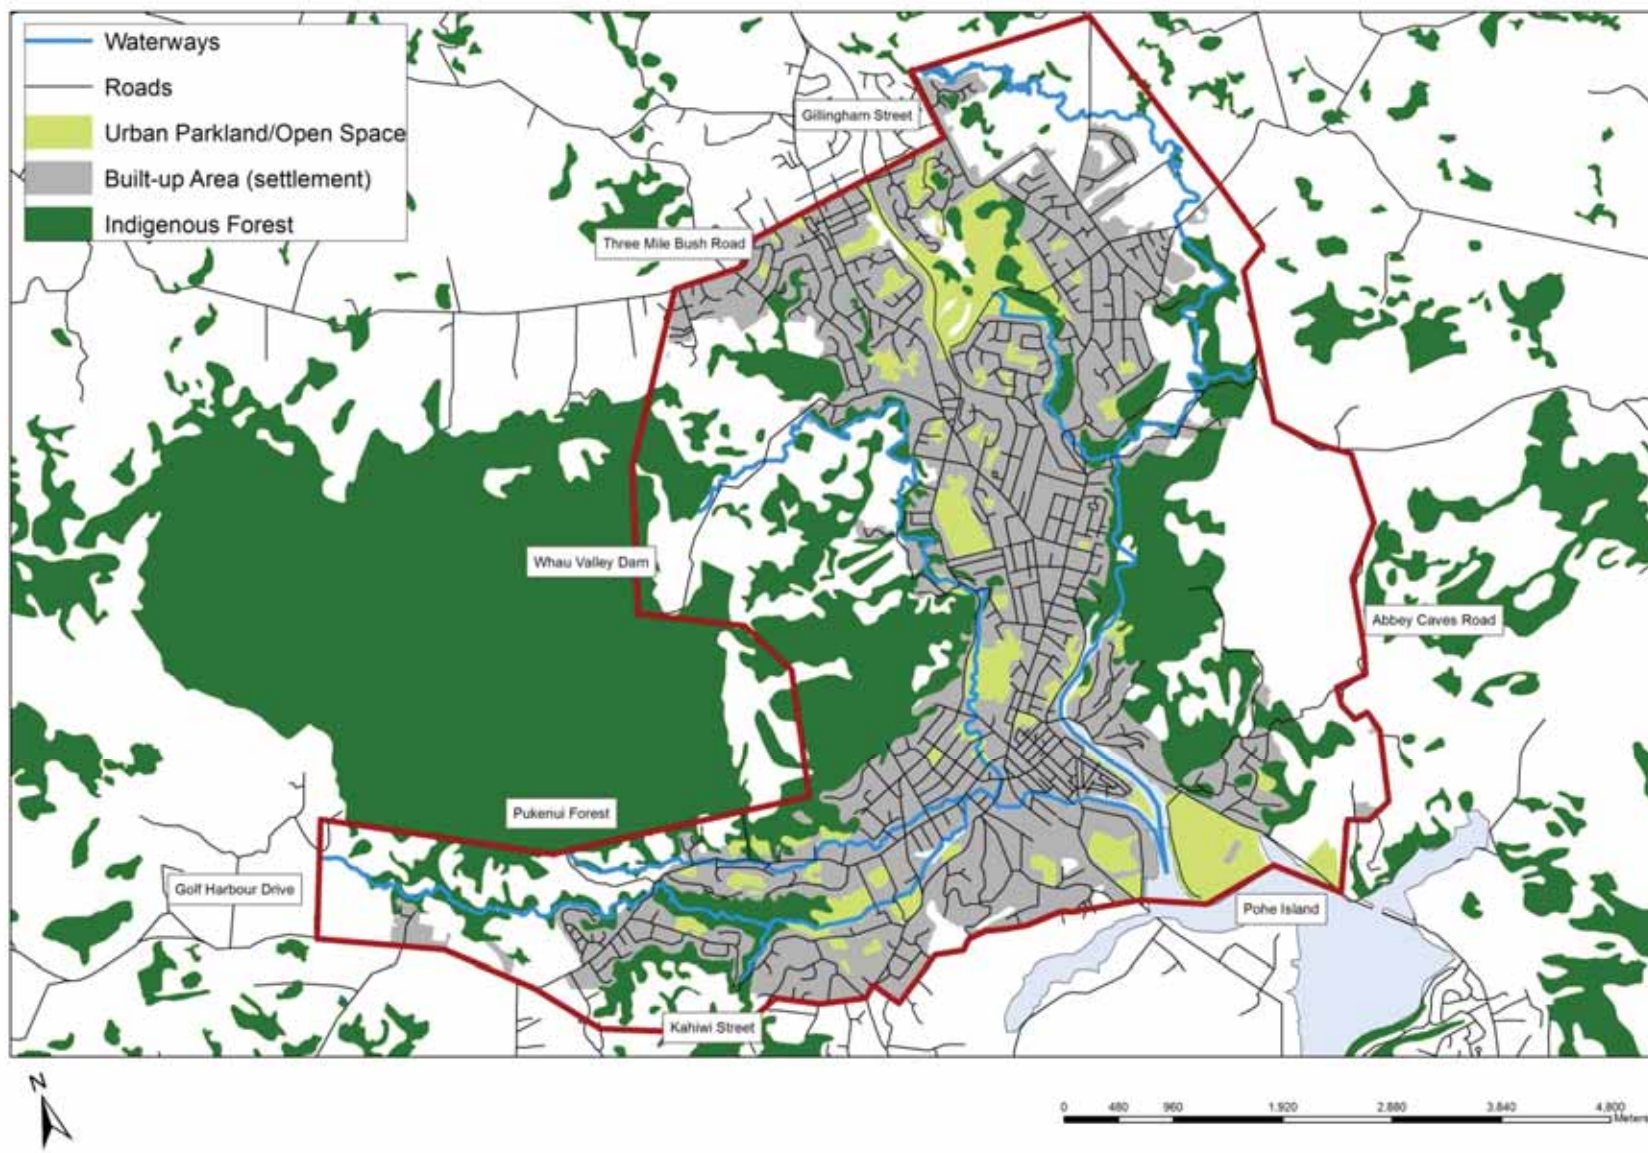 Waterways
Roads
Urban Parkland/Open Space
Built-up Area (settlement)
Indigenous Forest
Gillingham Street
Three Mile Bush Road
Whau Valley Dam
Abbey Caves Road
Pukenui Forest
Golf Harbour Drive
Pohe Island
Kahiwi Street
N
0 480 960 1,920 2,880 3,840 4,800
Meters